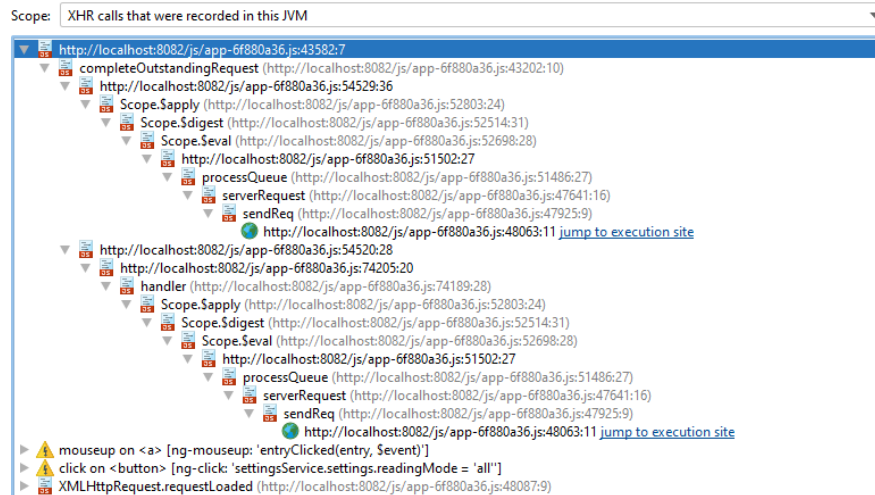 Scope: XHR calls that were recorded in this JVM
http://localhost:8082/js/app-6f880a36.js:43582:7
completeOutstandingRequest (http://localhost:8082/js/app-6f880a36.js:43202:10)
http://localhost:8082/js/app-6f880a36.js:54529:36
Scope.$apply (http://localhost:8082/js/app-6f880a36.js:52803:24)
Scope.$digest (http://localhost:8082/js/app-6f880a36.js:52514:31)
Scope.$eval (http://localhost:8082/js/app-6f880a36.js:52698:28)
http://localhost:8082/js/app-6f880a36.js:51502:27
processQueue (http://localhost:8082/js/app-6f880a36.js:51486:27)
serverRequest (http://localhost:8082/js/app-6f880a36.js:47641:16)
sendReq (http://localhost:8082/js/app-6f880a36.js:47925:9)
http://localhost:8082/js/app-6f880a36.js:48063:11 jump to execution site
http://localhost:8082/js/app-6f880a36.js:54520:28
http://localhost:8082/js/app-6f880a36.js:74205:20
handler (http://localhost:8082/js/app-6f880a36.js:74189:28)
Scope.$apply (http://localhost:8082/js/app-6f880a36.js:52803:24)
Scope.$digest (http://localhost:8082/js/app-6f880a36.js:52514:31)
Scope.$eval (http://localhost:8082/js/app-6f880a36.js:52698:28)
http://localhost:8082/js/app-6f880a36.js:51502:27
processQueue (http://localhost:8082/js/app-6f880a36.js:51486:27)
serverRequest (http://localhost:8082/js/app-6f880a36.js:47641:16)
sendReq (http://localhost:8082/js/app-6f880a36.js:47925:9)
http://localhost:8082/js/app-6f880a36.js:48063:11 jump to execution site
mouseup on <a> [ng-mouseup: 'entryClicked(entry, $event)']
click on <button> [ng-click: 'settingsService.settings.readingMode = 'all'']
XMLHttpRequest.requestLoaded (http://localhost:8082/js/app-6f880a36.js:48087:9)